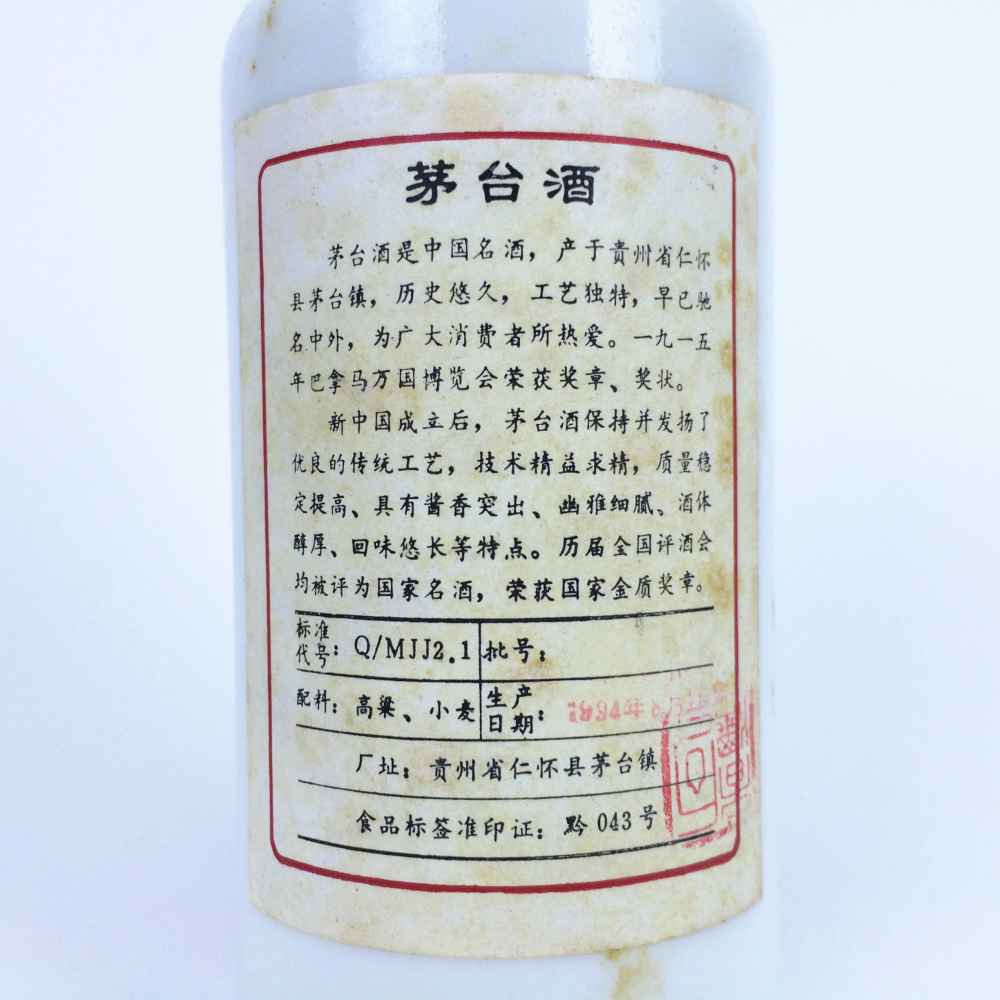 茅台酒
茅台酒是中国名酒，产于贵州省仁怀
县茅台镇，历史悠久，工艺独特，早已驰
名中外，为广大消费者所热爱。一九一五
年巴拿马万国博览会荣获奖章、奖状。
新中国成立后，茅台酒保持并发扬了
优良的传统工艺，技术精益求精，质量稳
定提高、具有酱香突出、幽雅细腻、酒体
醇厚、回味悠长等特点。历届全国评酒会
均被评为国家名酒，荣获国家金质奖章。
标准代号：Q/MJJ2.1 批号：
配料：高粱、小麦 生产日期：1994年
厂址：贵州省仁怀县茅台镇
食品标签准印证：黔043号